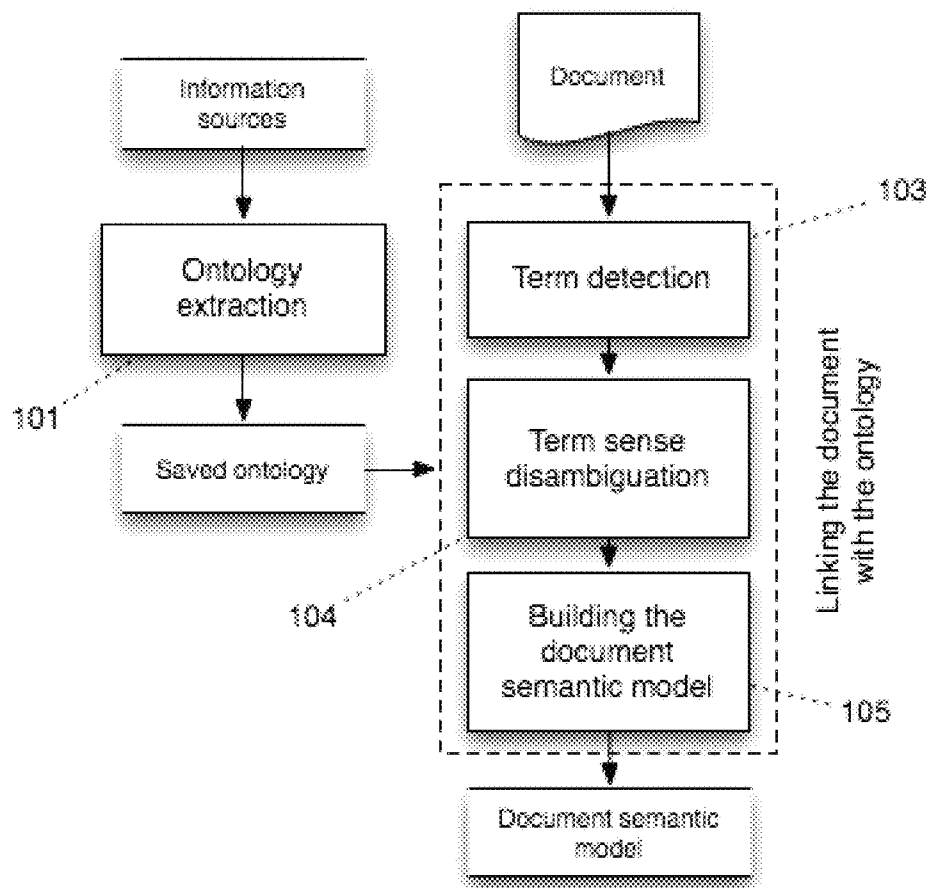 Information
sources
Document
103
Ontology
extraction
Term detection
101
Saved ontology
Term sense
disambiguation
Linking the document
with the ontology
104
Building the
document
semantic model
105
Document semantic
model